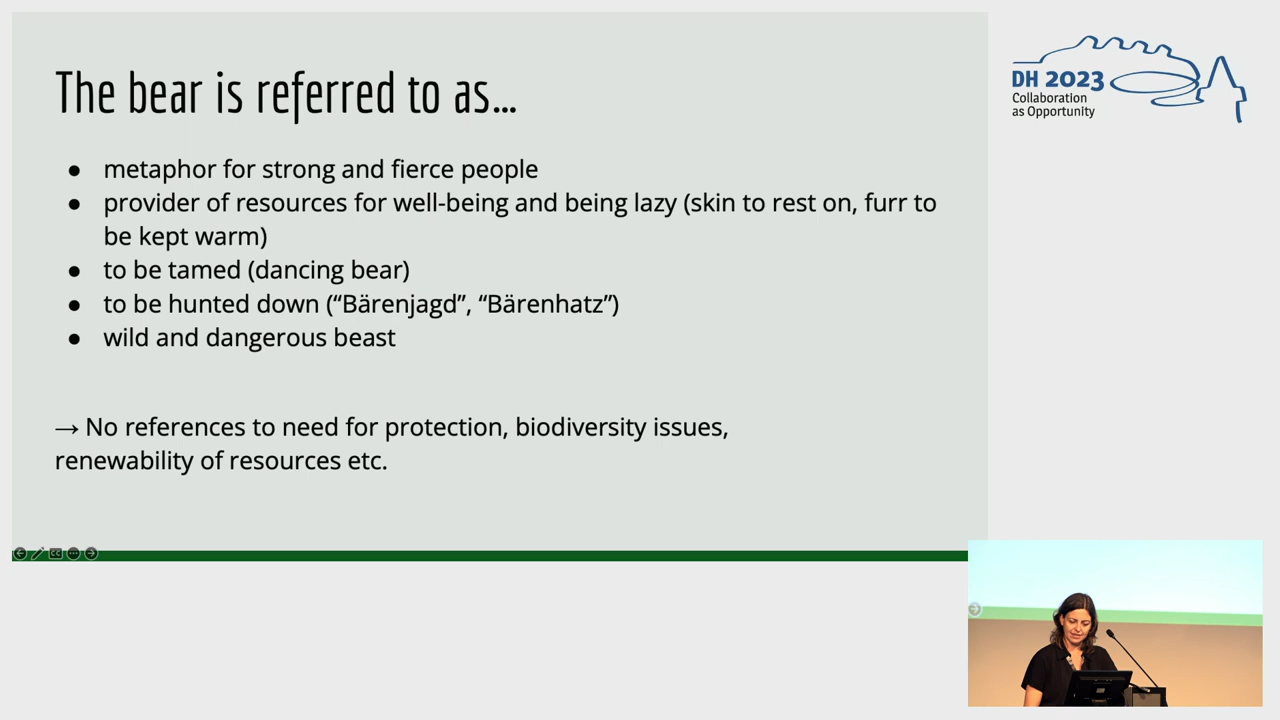 The bear is referred to as...
● metaphor for strong and fierce people
● provider of resources for well-being and being lazy (skin to rest on, furr to
be kept warm)
● to be tamed (dancing bear)
● to be hunted down (“Bärenjagd”, “Bärenhatz”)
● wild and dangerous beast
→ No references to need for protection, biodiversity issues,
renewability of resources etc.
DH 2023
Collaboration
as Opportunity